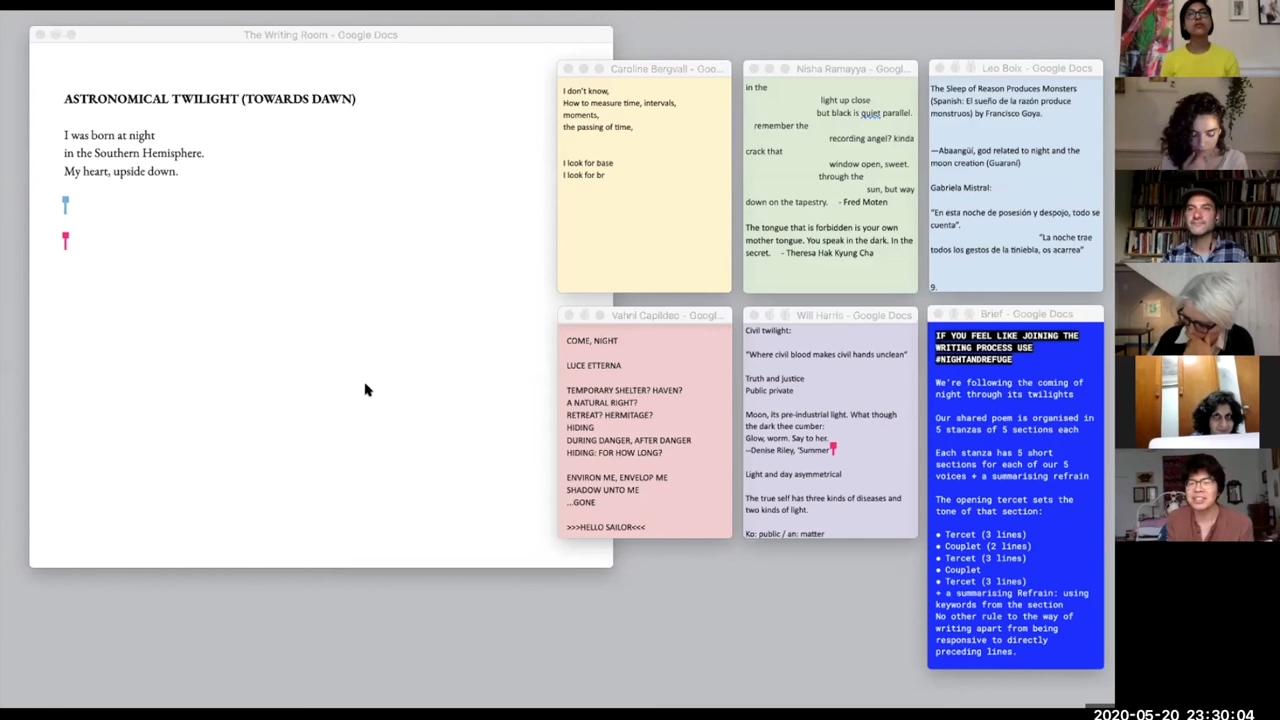 The Writing Room - Google Docs
ASTRONOMICAL TWILIGHT (TOWARDS DAWN)
I was born at night
in the Southern Hemisphere.
My heart, upside down.
Caroline Bergvall - Goo...
I don't know,
How to measure time, intervals,
moments,
the passing of time,
I look for base
I look for br
Nisha Ramayya - Googl...
in the
light up close
but black is quiet parallel.
remember the
recording angel? kinda
crack that
window open, sweet.
through the
sun, but way
down on the tapestry. - Fred Moten
The tongue that is forbidden is your own
mother tongue. You speak in the dark. In the
secret. - Theresa Hak Kyung Cha
Leo Boix - Google Docs
The Sleep of Reason Produces Monsters
(Spanish: El sueño de la razón produce
monstruos) by Francisco Goya.
—Abaangüí, god related to night and the
moon creation (Guaraní)
Gabriela Mistral:
"En esta noche de posesión y despojo, todo se
cuenta".
"La noche trae
todos los gestos de la tiniebla, os acarrea"
9.
Vahni Capildeo - Googl...
COME, NIGHT
LUCE ETTERNA
TEMPORARY SHELTER? HAVEN?
A NATURAL RIGHT?
RETREAT? HERMITAGE?
HIDING
DURING DANGER, AFTER DANGER
HIDING: FOR HOW LONG?
ENVIRON ME, ENVELOP ME
SHADOW UNTO ME
...GONE
>>>HELLO SAILOR<<<
Will Harris - Google Docs
Civil twilight:
"Where civil blood makes civil hands unclean"
Truth and justice
Public private
Moon, its pre-industrial light. What though
the dark thee cumber:
Glow, worm. Say to her.
--Denise Riley, 'Summer'
Light and day asymmetrical
The true self has three kinds of diseases and
two kinds of light.
Ko: public / an: matter
Brief - Google Docs
IF YOU FEEL LIKE JOINING THE
WRITING PROCESS USE
#NIGHTANDREFUGE
We're following the coming of
night through its twilights
Our shared poem is organised in
5 stanzas of 5 sections each
Each stanza has 5 short
sections for each of our 5
voices + a summarising refrain
The opening tercet sets the
tone of that section:
● Tercet (3 lines)
● Couplet (2 lines)
● Tercet (3 lines)
● Couplet
● Tercet (3 lines)
+ a summarising Refrain: using
keywords from the section
No other rule to the way of
writing apart from being
responsive to directly
preceding lines.
2020-05-20 23:30:04